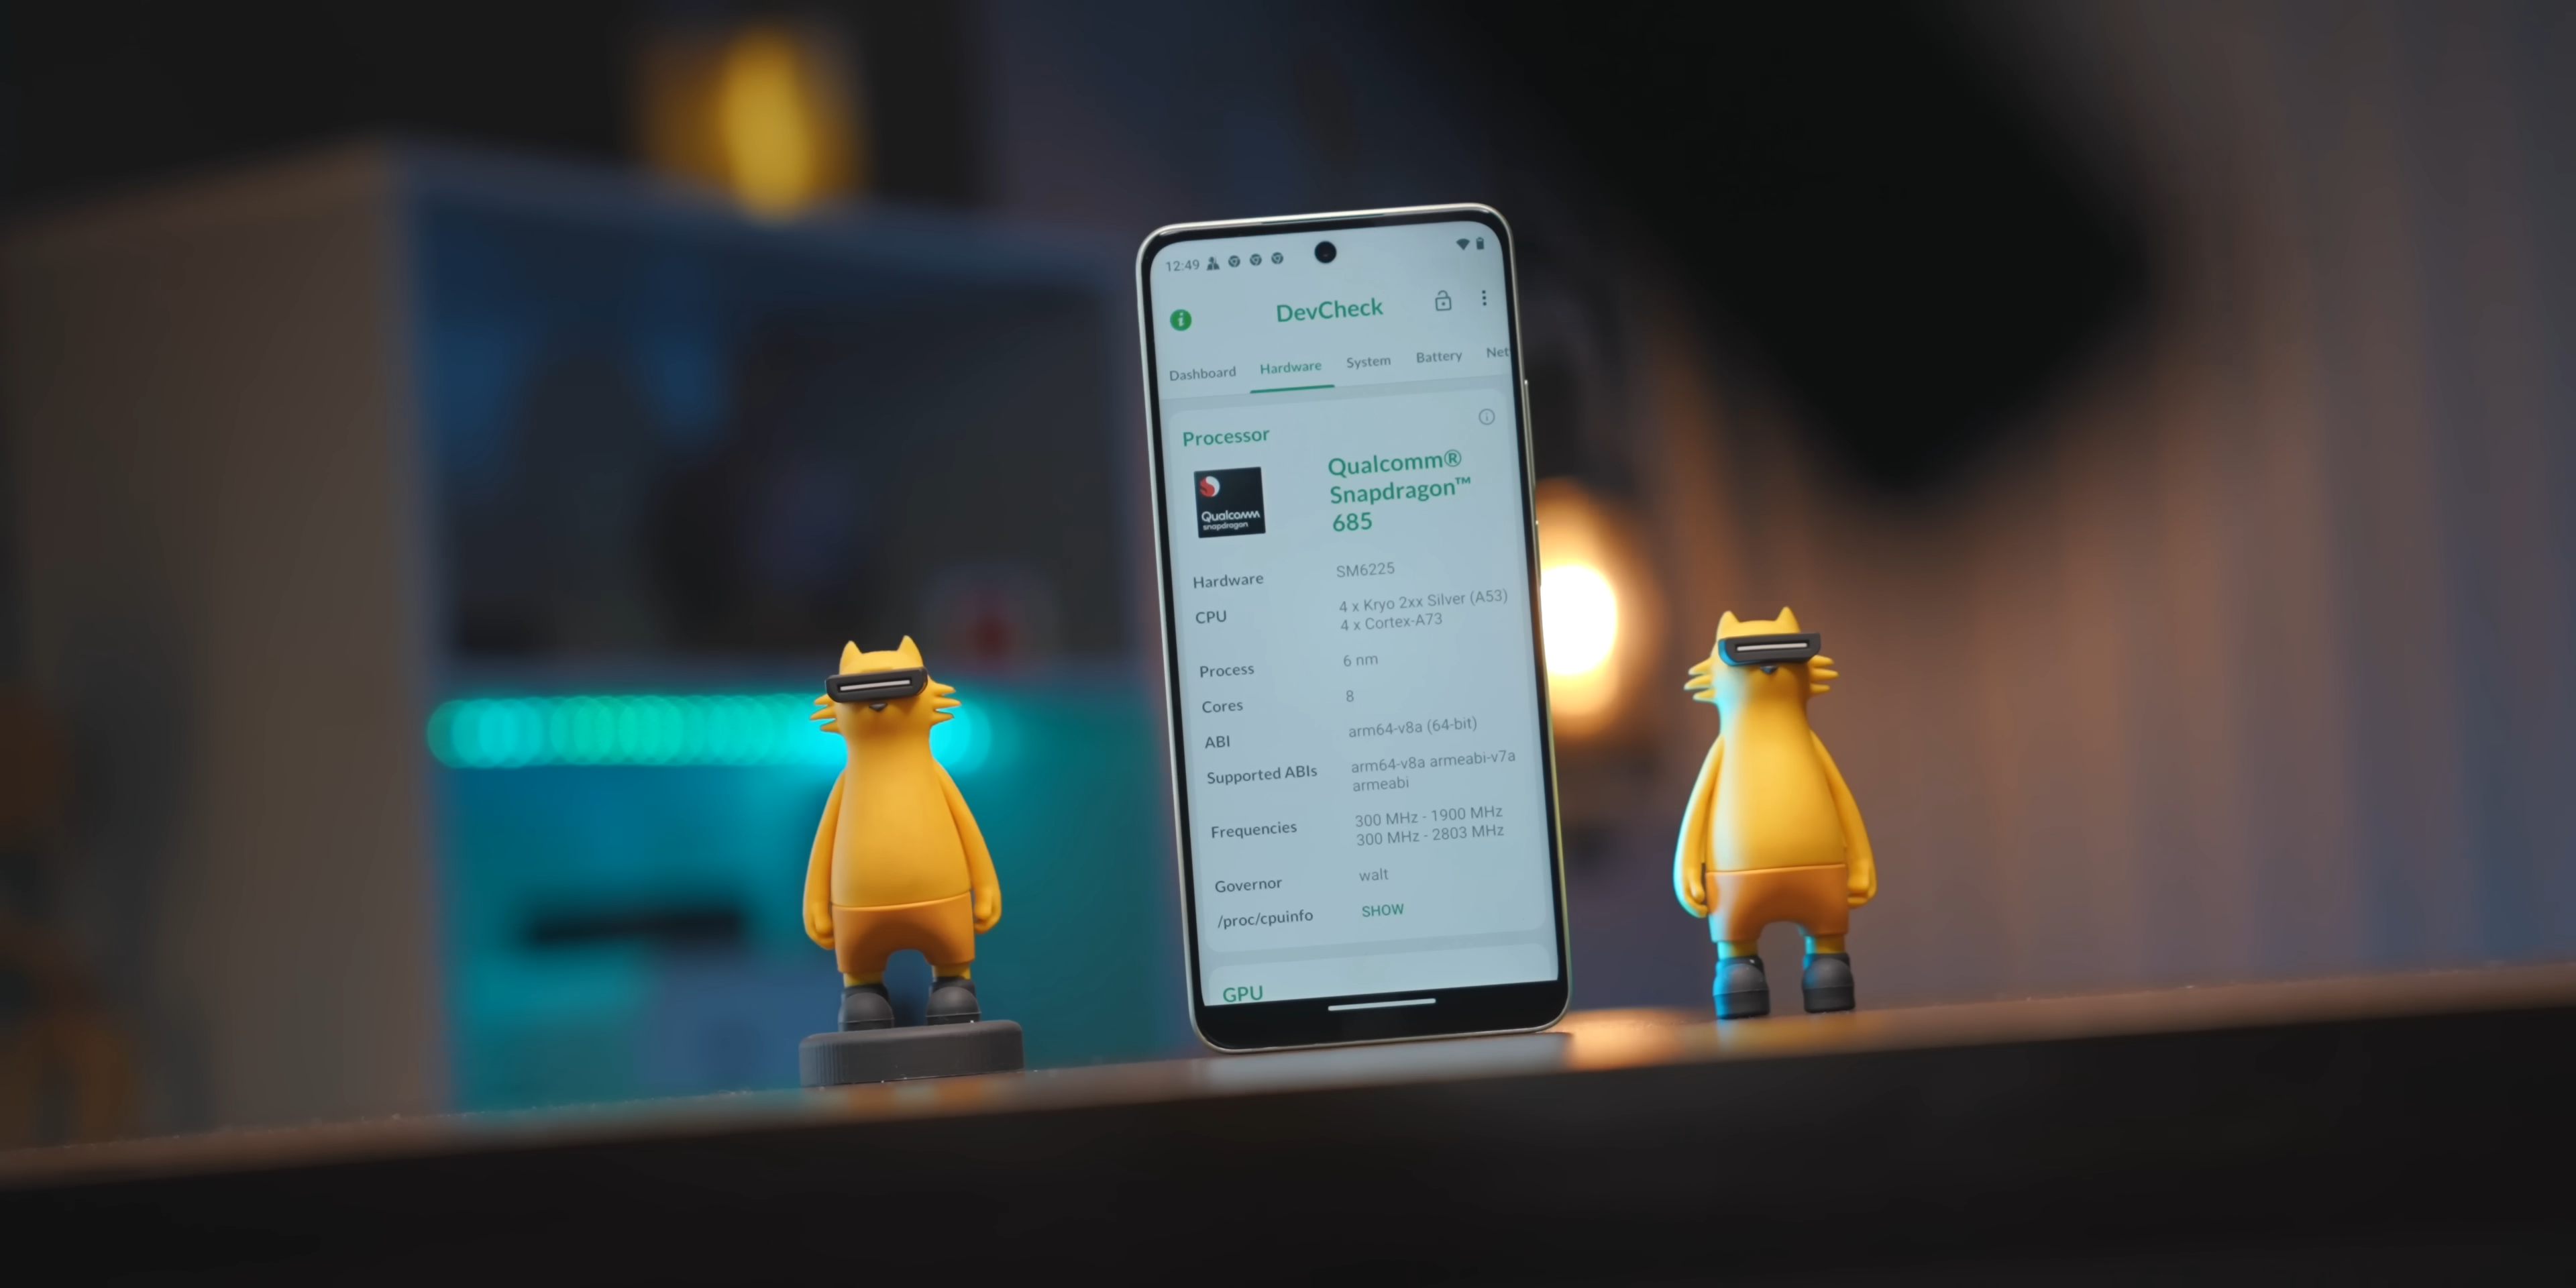 12:49
DevCheck
Dashboard Hardware System Battery Net
Processor
Qualcomm
snapdragon
Qualcomm®
Snapdragon™
685
Hardware SM6225
CPU 4 x Kryo 2xx Silver (A53)
4 x Cortex-A73
Process 6 nm
Cores 8
ABI arm64-v8a (64-bit)
Supported ABIs arm64-v8a armeabi-v7a
armeabi
Frequencies 300 MHz - 1900 MHz
300 MHz - 2803 MHz
Governor walt
/proc/cpuinfo SHOW
GPU